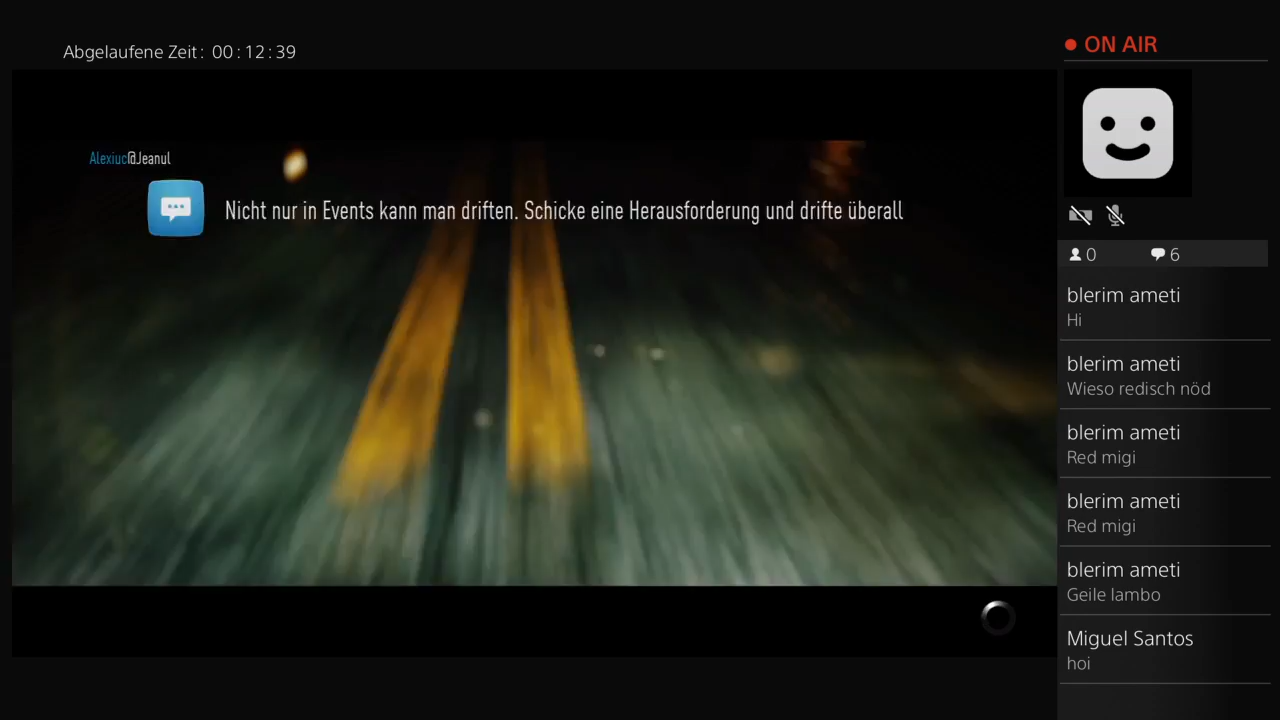 Abgelaufene Zeit: 00:12:39
ON AIR
Alexiuc@Jeanul
Nicht nur in Events kann man driften. Schicke eine Herausforderung und drifte überall
0 6
blerim ameti
Hi
blerim ameti
Wieso redisch nöd
blerim ameti
Red migi
blerim ameti
Red migi
blerim ameti
Geile lambo
Miguel Santos
hoi